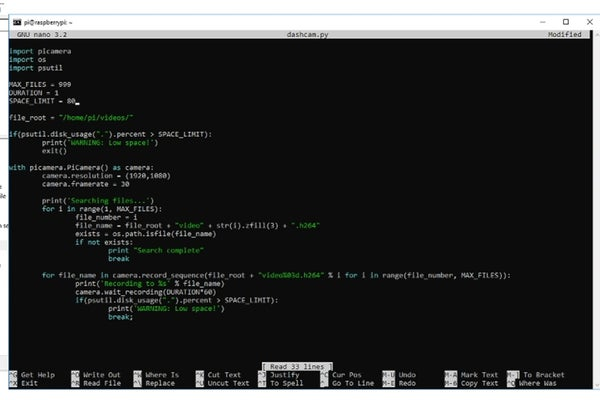 pi@raspberrypi: ~
GNU nano 3.2 dashcam.py Modified
import picamera
import os
import psutil
MAX_FILES = 999
DURATION = 1
SPACE_LIMIT = 80
file_root = "/home/pi/videos/"
if(psutil.disk_usage(".").percent > SPACE_LIMIT):
print('WARNING: Low space!')
exit()
with picamera.PiCamera() as camera:
camera.resolution = (1920,1080)
camera.framerate = 30
print('Searching files...')
for i in range(1, MAX_FILES):
file_number = i
file_name = file_root + "video" + str(i).zfill(3) + ".h264"
exists = os.path.isfile(file_name)
if not exists:
print "Search complete"
break
for file_name in camera.record_sequence(file_root + "video%03d.h264" % i for i in range(file_number, MAX_FILES)):
print('Recording to %s' % file_name)
camera.wait_recording(DURATION*60)
if(psutil.disk_usage(".").percent > SPACE_LIMIT):
print('WARNING: Low space!')
break;
[ Read 33 lines ]
^G Get Help ^O Write Out ^W Where Is ^K Cut Text ^J Justify ^C Cur Pos M-U Undo M-A Mark Text M-] To Bracket
^X Exit ^R Read File ^\ Replace ^U Uncut Text ^T To Spell ^_ Go To Line M-E Redo M-6 Copy Text ^Q Where Was